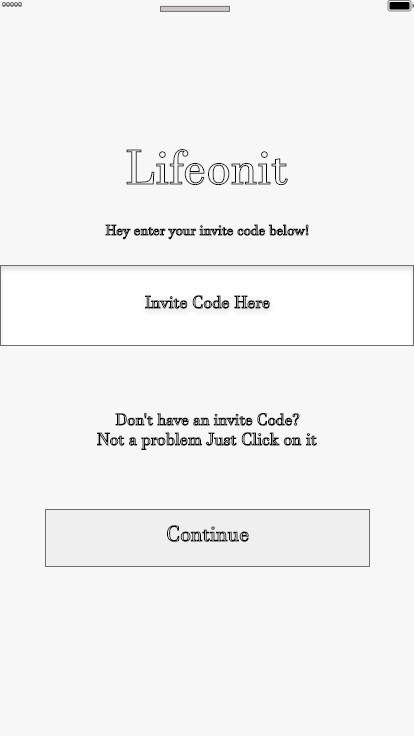 Lifeonit
Hey enter your invite code below!
Invite Code Here
Don't have an invite Code?
Not a problem Just Click on it
Continue